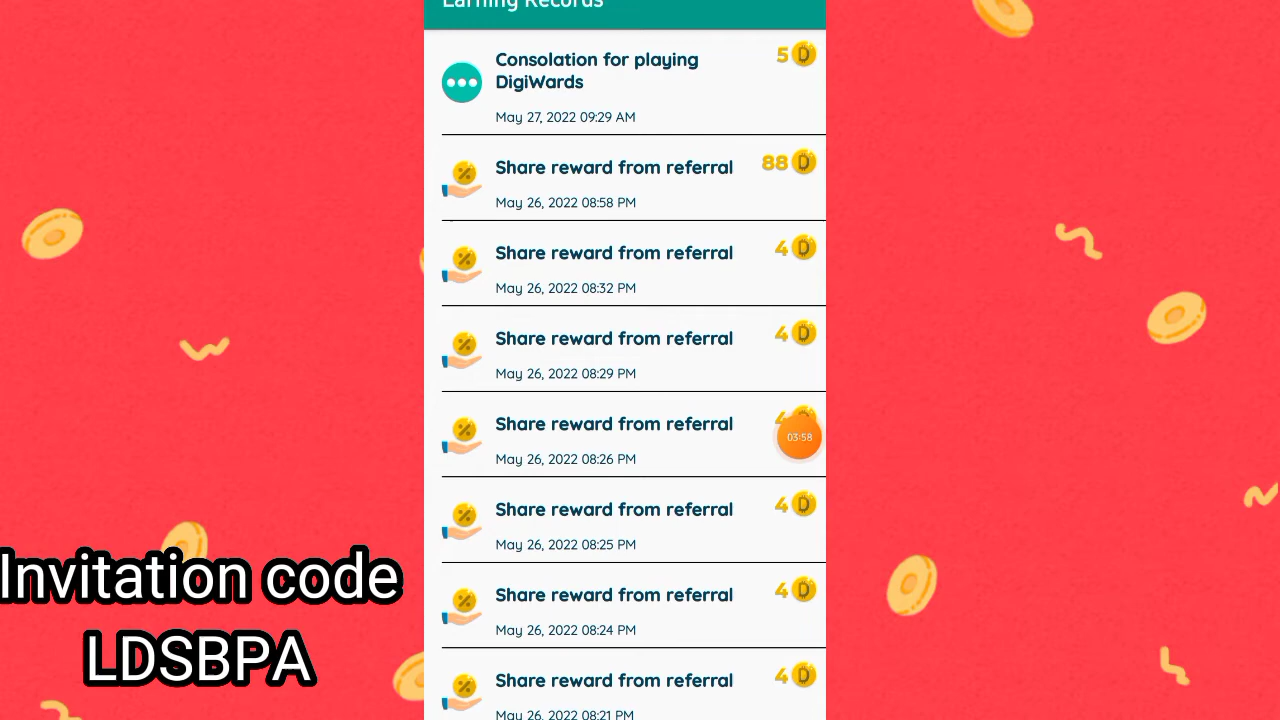 Earning Records
Consolation for playing
DigiWards
5
May 27, 2022 09:29 AM
Share reward from referral
88
May 26, 2022 08:58 PM
Share reward from referral
4
May 26, 2022 08:32 PM
Share reward from referral
4
May 26, 2022 08:29 PM
Share reward from referral
4
03:58
May 26, 2022 08:26 PM
Share reward from referral
4
May 26, 2022 08:25 PM
Share reward from referral
4
May 26, 2022 08:24 PM
Share reward from referral
4
May 26, 2022 08:21 PM
Invitation code
LDSBPA